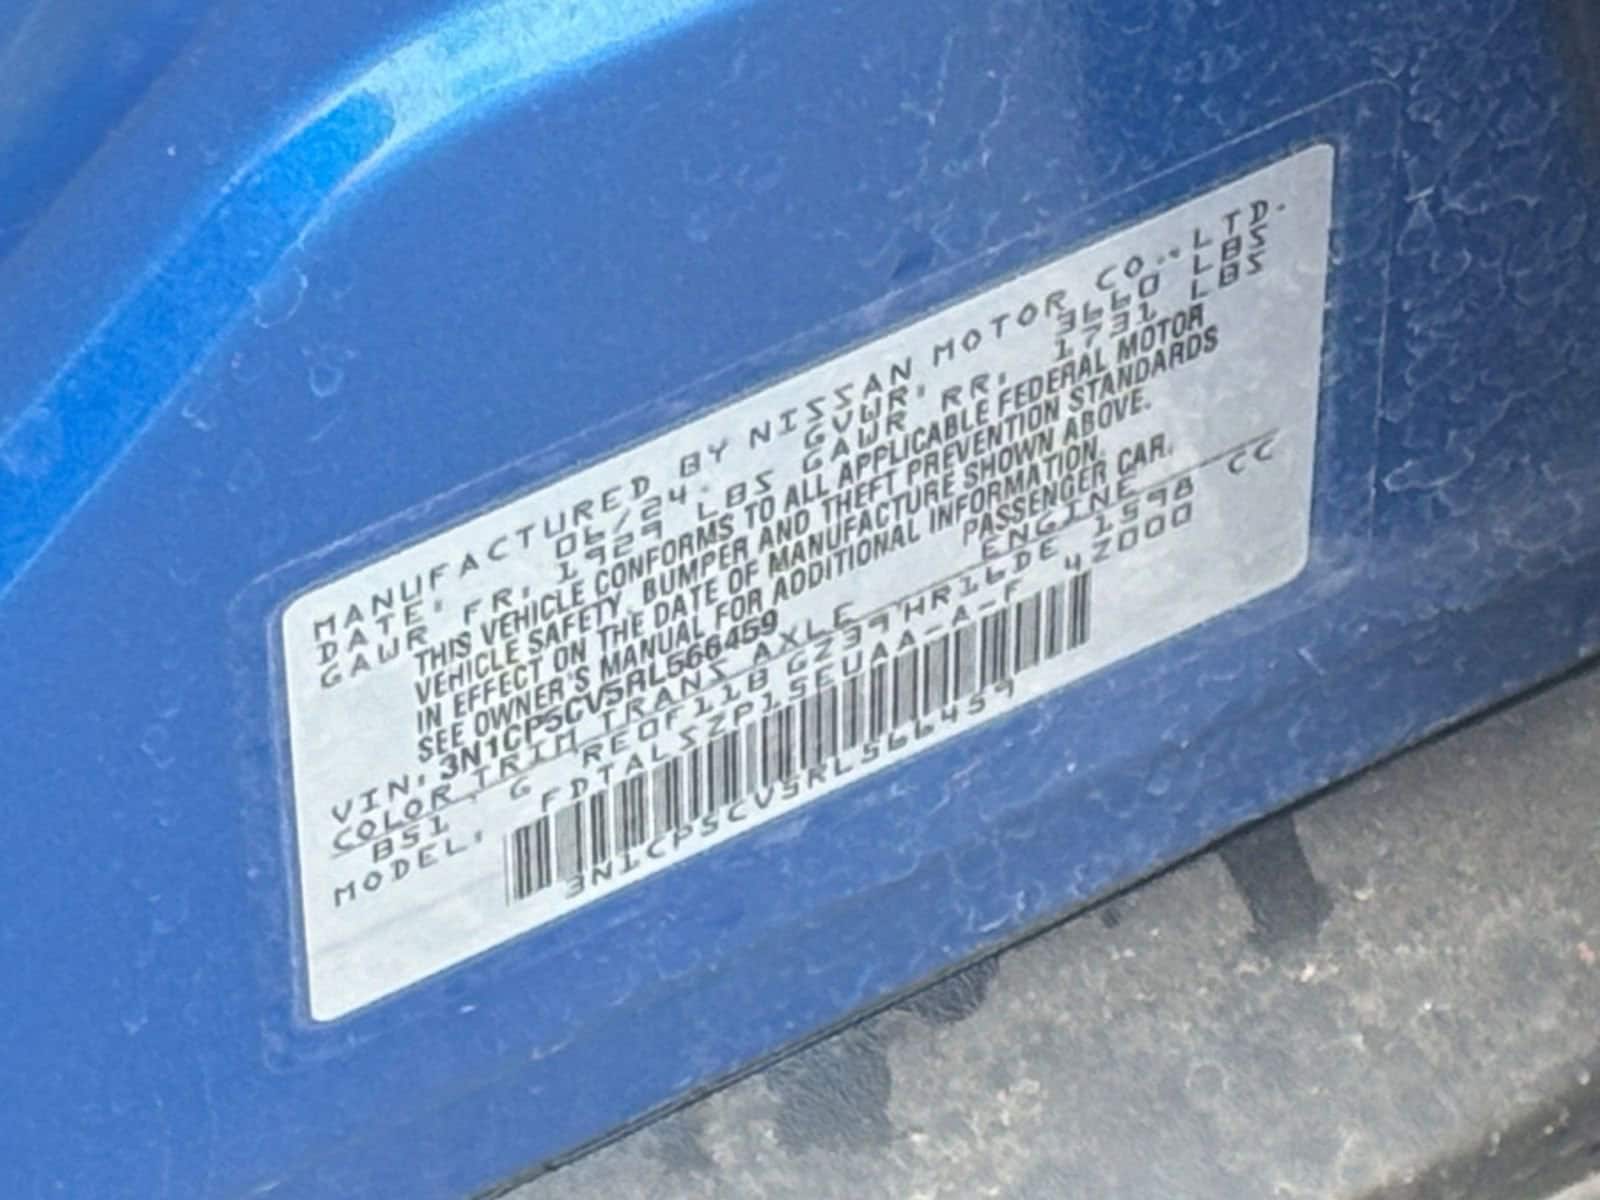 MANUFACTURED BY NISSAN MOTOR CO., LTD.
DATE: 06/24 GVWR: 3660 LBS
GAWR FR: 1929 LBS GAWR RR: 1731 LBS
THIS VEHICLE CONFORMS TO ALL APPLICABLE FEDERAL MOTOR
VEHICLE SAFETY, BUMPER AND THEFT PREVENTION STANDARDS
IN EFFECT ON THE DATE OF MANUFACTURE SHOWN ABOVE.
SEE OWNER'S MANUAL FOR ADDITIONAL INFORMATION.
VIN: 3N1CP5CV5RL566459 PASSENGER CAR.
COLOR TRIM TRANS AXLE ENGINE CC
B51 G RE0F11B GZ39 HR16DE 1598
MODEL: FDTALSZP15EUAA-A-F 4Z000
3N1CP5CV5RL566459